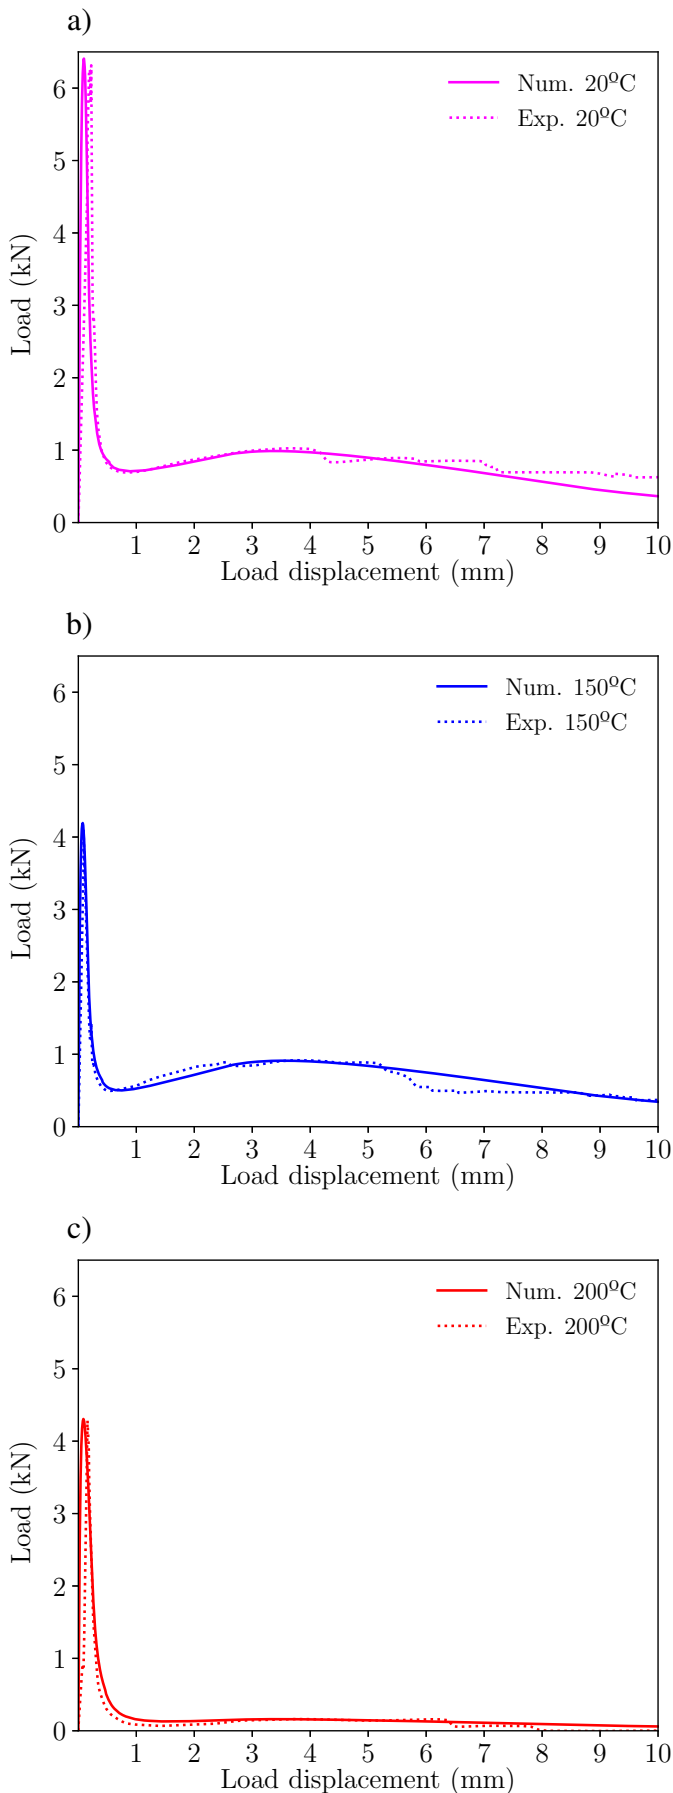 a)
Num. 20ºC
Exp. 20ºC
6
5
4
3
2
1
0
Load (kN)
1 2 3 4 5 6 7 8 9 10
Load displacement (mm)
b)
Num. 150ºC
Exp. 150ºC
6
5
4
3
2
1
0
Load (kN)
1 2 3 4 5 6 7 8 9 10
Load displacement (mm)
c)
Num. 200ºC
Exp. 200ºC
6
5
4
3
2
1
0
Load (kN)
1 2 3 4 5 6 7 8 9 10
Load displacement (mm)